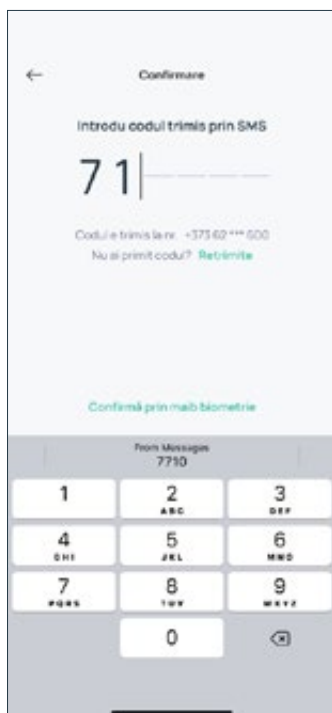 Confirmare
Introdu codul trimis prin SMS
71
Codul e trimis la nr. +373 62 *** 600
Nu ai primit codul? Retrimite
Confirmă prin maib biometrie
From Messages
7710
1 2 3
ABC DEF
4 5 6
GHI JKL MNO
7 8 9
PQRS TUV WXYZ
0